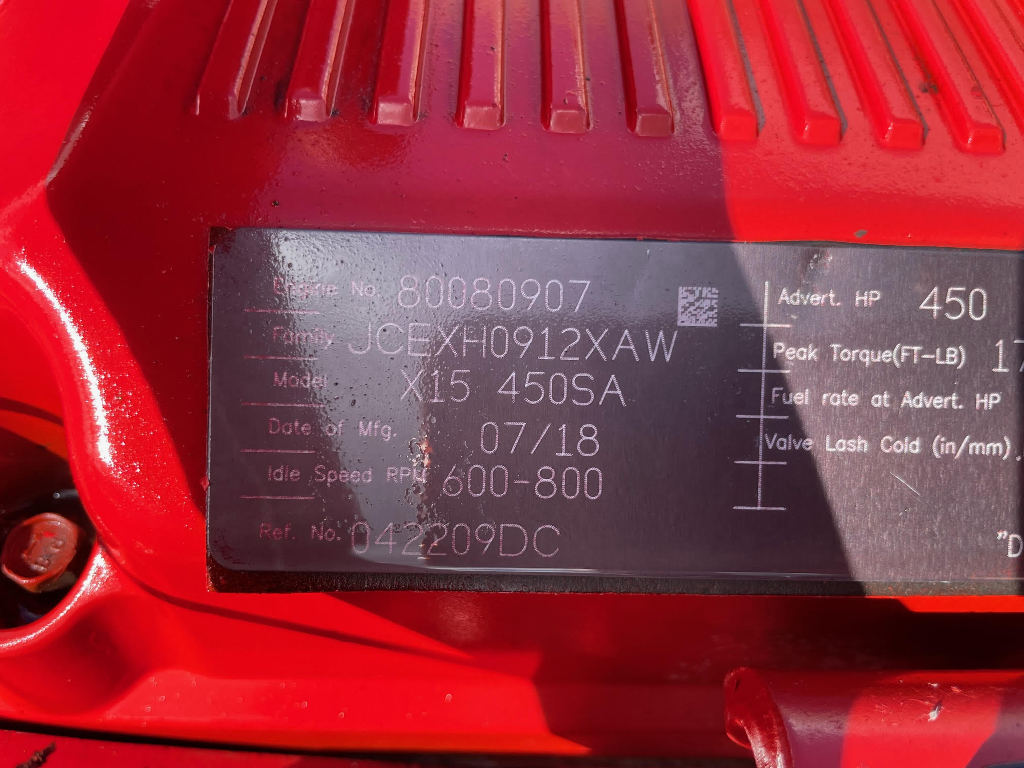 Engine No. 80080907
Family JCEXH0912XAW
Model X15 450SA
Date of Mfg. 07/18
Idle Speed RPM 600-800
Ref. No. 042209DC
Advert. HP 450
Peak Torque(FT-LB) 17
Fuel rate at Advert. HP
Valve Lash Cold (in/mm)
"D